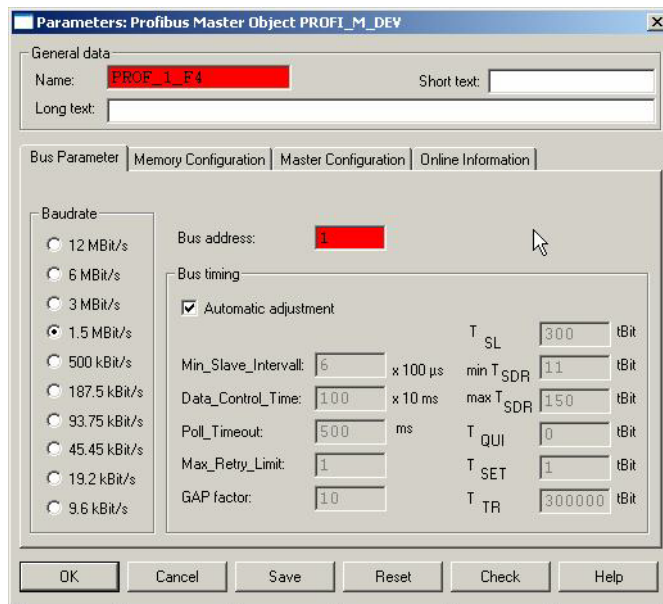 Parameters: Profibus Master Object PROFI_M_DEV
General data
Name: PROF_1_F4 Short text:
Long text:
Bus Parameter Memory Configuration Master Configuration Online Information
Baudrate
12 MBit/s
6 MBit/s
3 MBit/s
1.5 MBit/s
500 kBit/s
187.5 kBit/s
93.75 kBit/s
45.45 kBit/s
19.2 kBit/s
9.6 kBit/s
Bus address: 1
Bus timing
Automatic adjustment
Min_Slave_Intervall: 6 x 100 µs
Data_Control_Time: 100 x 10 ms
Poll_Timeout: 500 ms
Max_Retry_Limit: 1
GAP factor: 10
T SL 300 tBit
min T SDR 11 tBit
max T SDR 150 tBit
T QUI 0 tBit
T SET 1 tBit
T TR 300000 tBit
OK Cancel Save Reset Check Help